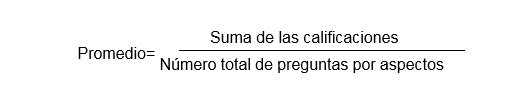 Suma de las calificaciones
Promedio=
Número total de preguntas por aspectos